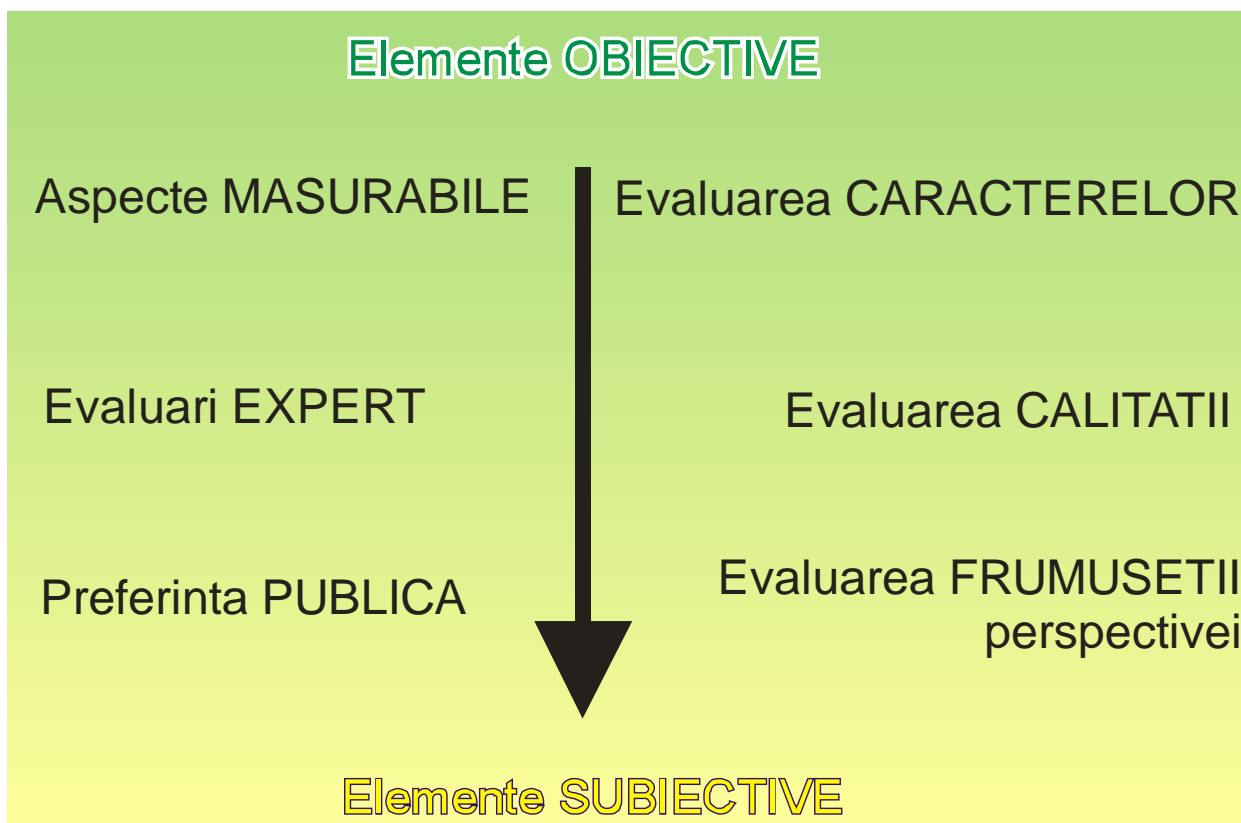 Elemente OBIECTIVE
Aspecte MASURABILE
Evaluarea CARACTERELOR
Evaluari EXPERT
Evaluarea CALITATII
Preferinta PUBLICA
Evaluarea FRUMUSETII
perspectivei
Elemente SUBIECTIVE